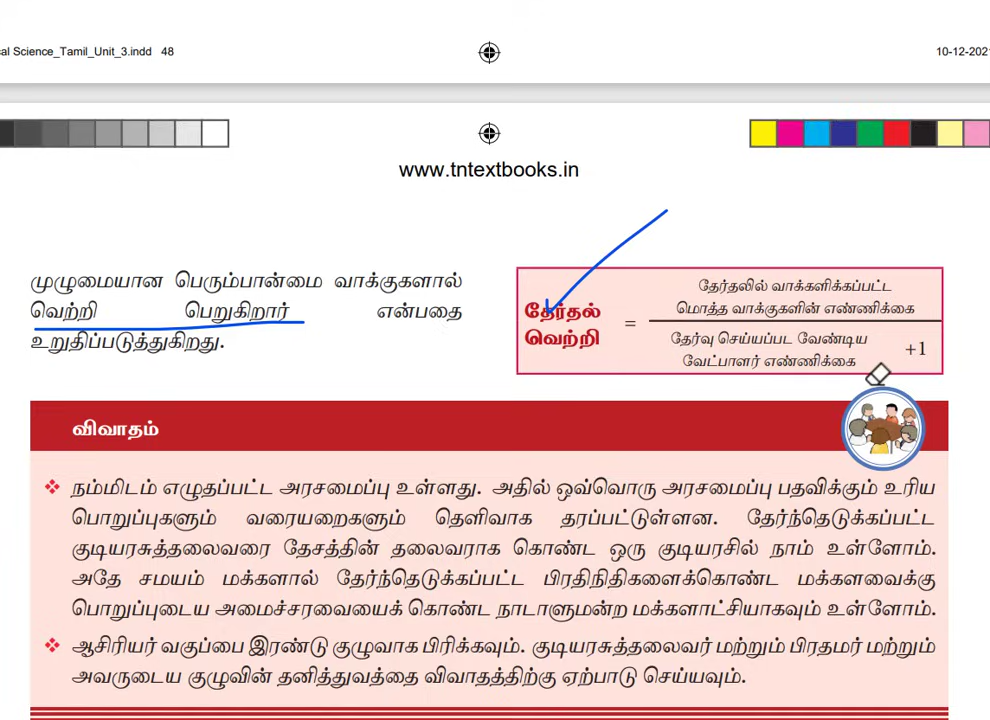 al Science_Tamil_Unit_3.indd 48
10-12-2021
www.tntextbooks.in
முழுமையான பெரும்பான்மை வாக்குகளால்
வெற்றி பெறுகிறார் என்பதை
உறுதிப்படுத்துகிறது.
தேர்தல்
வெற்றி
=
தேர்தலில் வாக்களிக்கப்பட்ட
மொத்த வாக்குகளின் எண்ணிக்கை
தேர்வு செய்யப்பட வேண்டிய
வேட்பாளர் எண்ணிக்கை
+1
விவாதம்
❖ நம்மிடம் எழுதப்பட்ட அரசமைப்பு உள்ளது. அதில் ஒவ்வொரு அரசமைப்பு பதவிக்கும் உரிய
பொறுப்புகளும் வரையறைகளும் தெளிவாக தரப்பட்டுள்ளன. தேர்ந்தெடுக்கப்பட்ட
குடியரசுத்தலைவரை தேசத்தின் தலைவராக கொண்ட ஒரு குடியரசில் நாம் உள்ளோம்.
அதே சமயம் மக்களால் தேர்ந்தெடுக்கப்பட்ட பிரதிநிதிகளைக்கொண்ட மக்களவைக்கு
பொறுப்புடைய அமைச்சரவையைக் கொண்ட நாடாளுமன்ற மக்களாட்சியாகவும் உள்ளோம்.
❖ ஆசிரியர் வகுப்பை இரண்டு குழுவாக பிரிக்கவும். குடியரசுத்தலைவர் மற்றும் பிரதமர் மற்றும்
அவருடைய குழுவின் தனித்துவத்தை விவாதத்திற்கு ஏற்பாடு செய்யவும்.